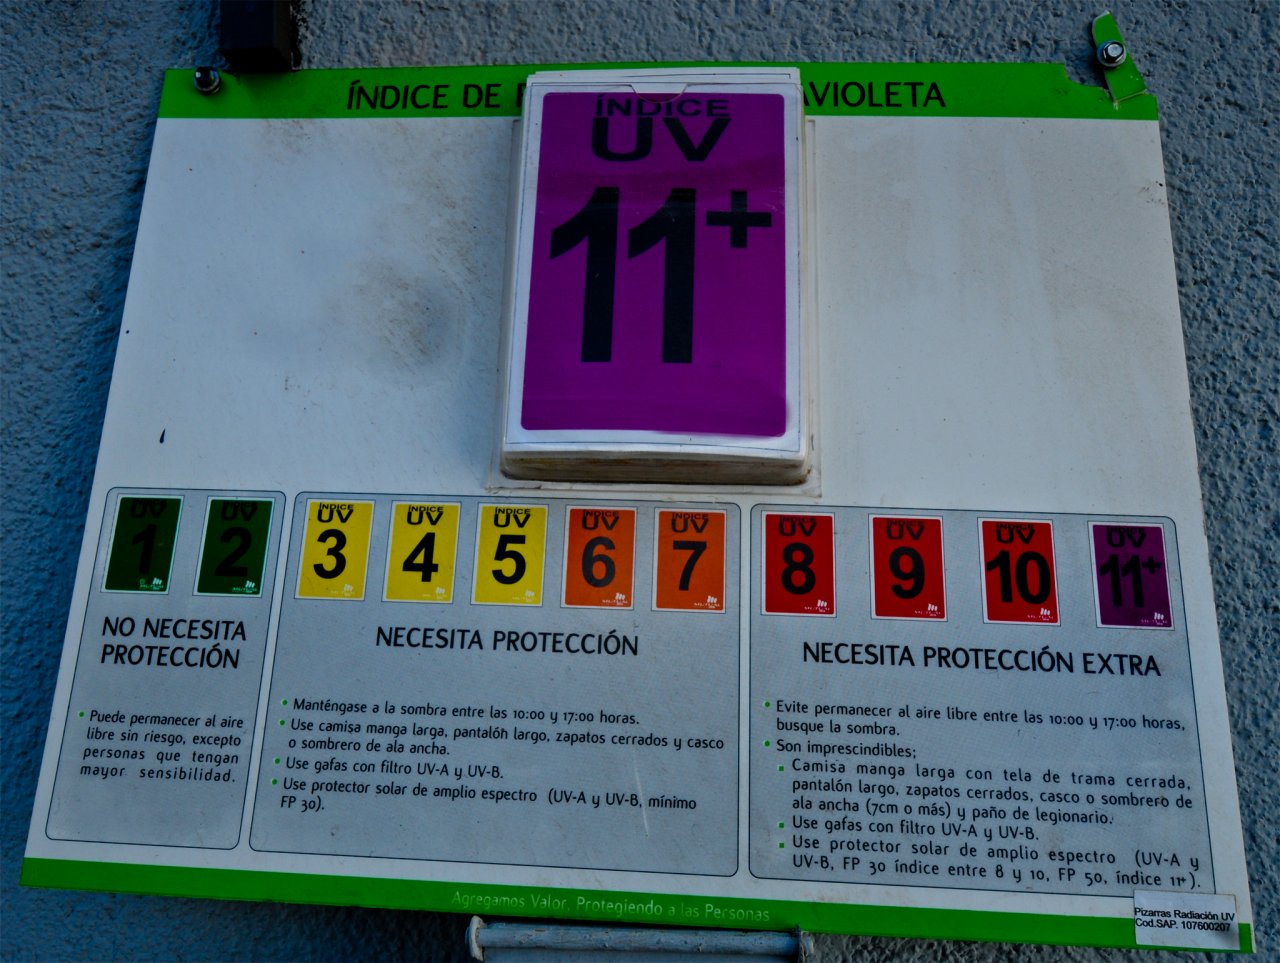 ÍNDICE DE AVIOLETA
ÍNDICE
UV
11+
ÍNDICE
UV
1
ÍNDICE
UV
2
ÍNDICE
UV
3
ÍNDICE
UV
4
ÍNDICE
UV
5
ÍNDICE
UV
6
ÍNDICE
UV
7
ÍNDICE
UV
8
ÍNDICE
UV
9
ÍNDICE
UV
10
ÍNDICE
UV
11+
NO NECESITA
PROTECCIÓN
• Puede permanecer al aire
libre sin riesgo, excepto
personas que tengan
mayor sensibilidad.
NECESITA PROTECCIÓN
• Manténgase a la sombra entre las 10:00 y 17:00 horas.
• Use camisa manga larga, pantalón largo, zapatos cerrados y casco
o sombrero de ala ancha.
• Use gafas con filtro UV-A y UV-B.
• Use protector solar de amplio espectro (UV-A y UV-B, mínimo
FP 30).
NECESITA PROTECCIÓN EXTRA
• Evite permanecer al aire libre entre las 10:00 y 17:00 horas,
busque la sombra.
• Son imprescindibles;
▪ Camisa manga larga con tela de trama cerrada,
pantalón largo, zapatos cerrados, casco o sombrero de
ala ancha (7cm o más) y paño de legionario.
▪ Use gafas con filtro UV-A y UV-B.
▪ Use protector solar de amplio espectro (UV-A y
UV-B, FP 30 índice entre 8 y 10, FP 50, índice 11+).
Agregamos Valor, Protegiendo a las Personas
Pizarras Radiación UV
Cod.SAP. 107600207